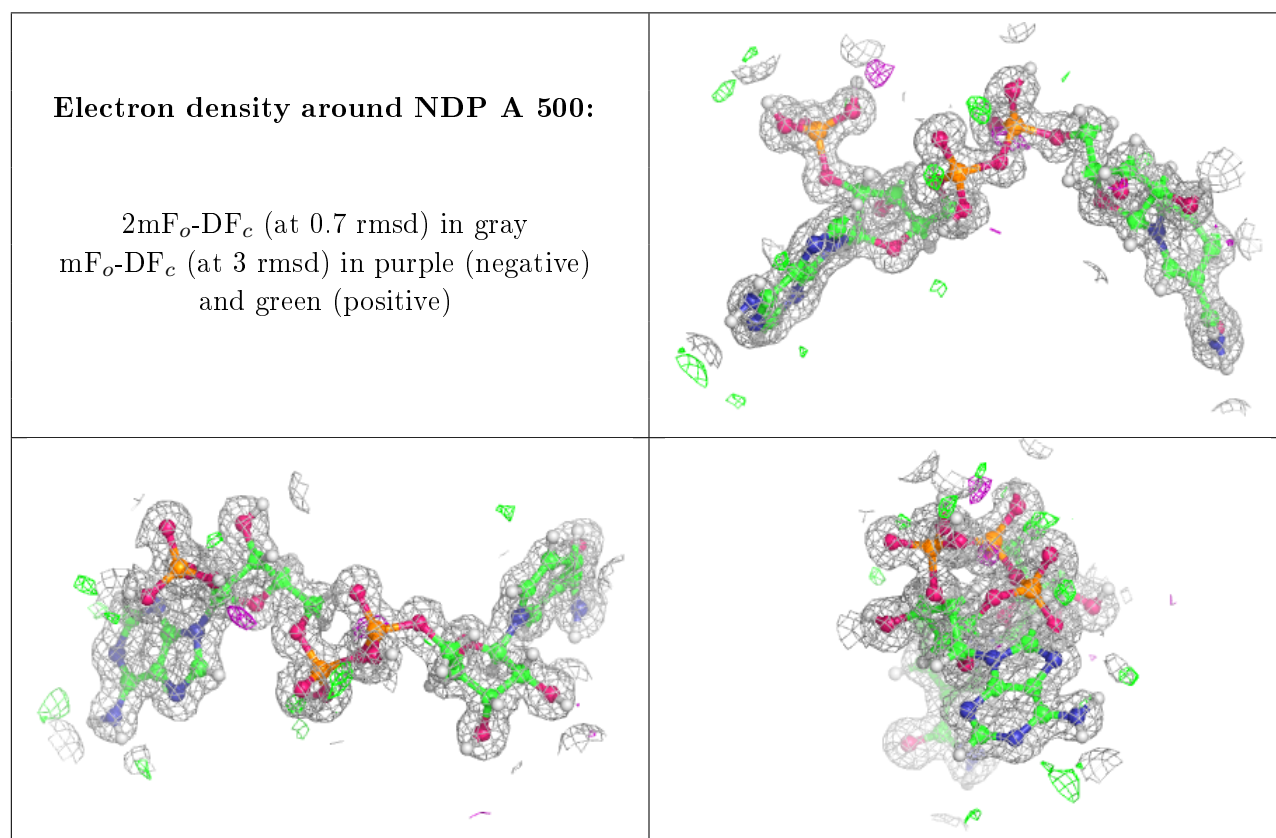 Electron density around NDP A 500:
2mFo-DFc (at 0.7 rmsd) in gray
mFo-DFc (at 3 rmsd) in purple (negative)
and green (positive)